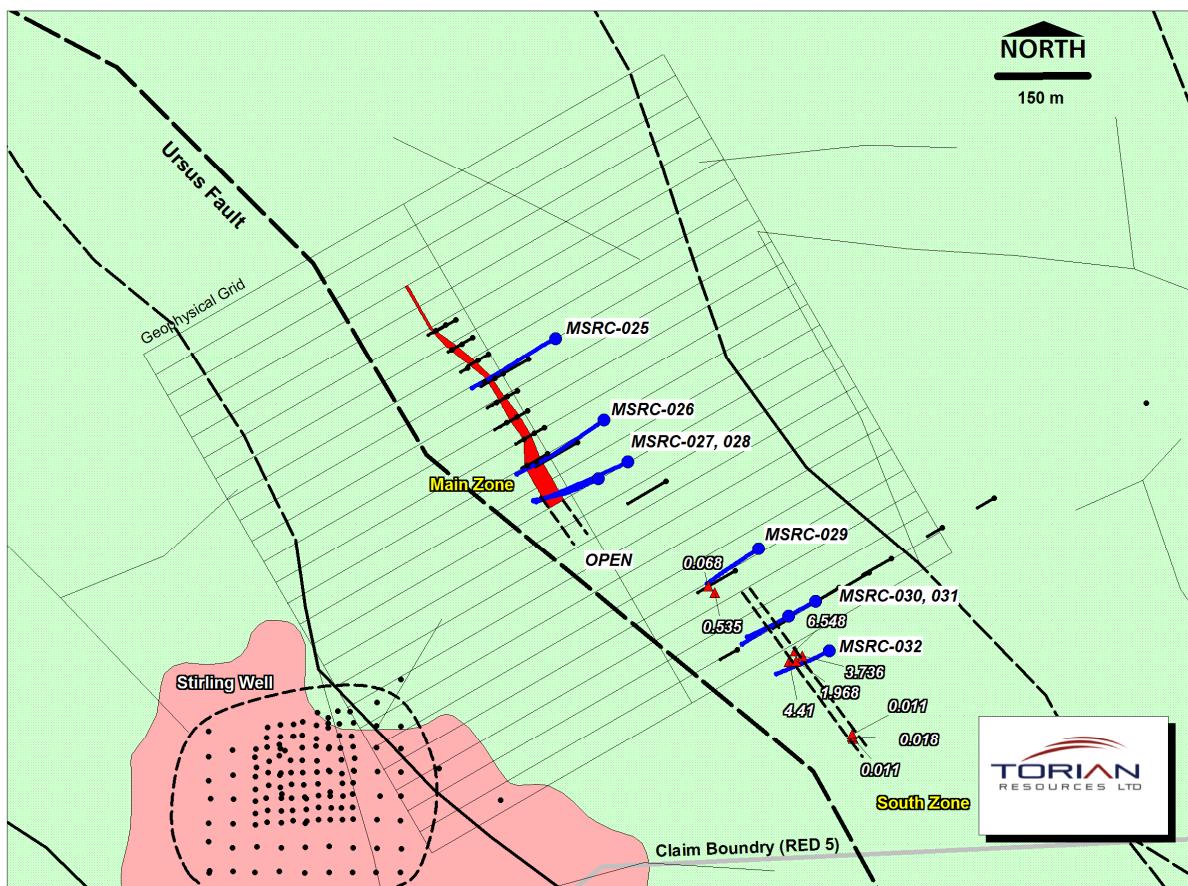 NORTH
150 m
Ursus Fault
Geophysical Grid
MSRC-025
MSRC-026
MSRC-027, 028
Main Zone
OPEN
MSRC-029
0.068
0.535
MSRC-030, 031
6.548
MSRC-032
3.736
1.968
4.41
Stirling Well
0.011
0.018
0.011
TORIAN
RESOURCES LTD
South Zone
Claim Boundry (RED 5)